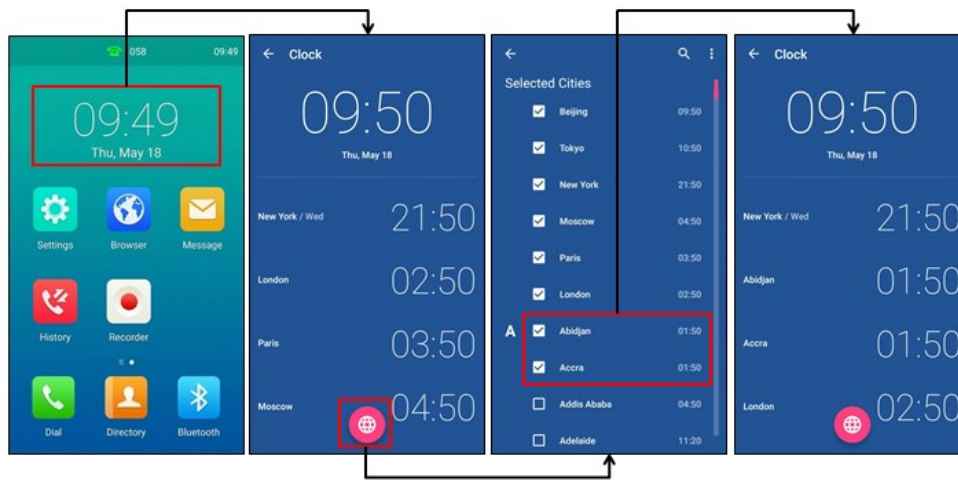 058 09:49
09:49
Thu, May 18
Settings Browser Message
History Recorder
Dial Directory Bluetooth
Clock
09:50
Thu, May 18
New York / Wed 21:50
London 02:50
Paris 03:50
Moscow 04:50
Selected Cities
Beijing 09:50
Tokyo 10:50
New York 21:50
Moscow 04:50
Paris 03:50
London 02:50
A Abidjan 01:50
Accra 01:50
Addis Ababa 04:50
Adelaide 11:20
Clock
09:50
Thu, May 18
New York / Wed 21:50
Abidjan 01:50
Accra 01:50
London 02:50